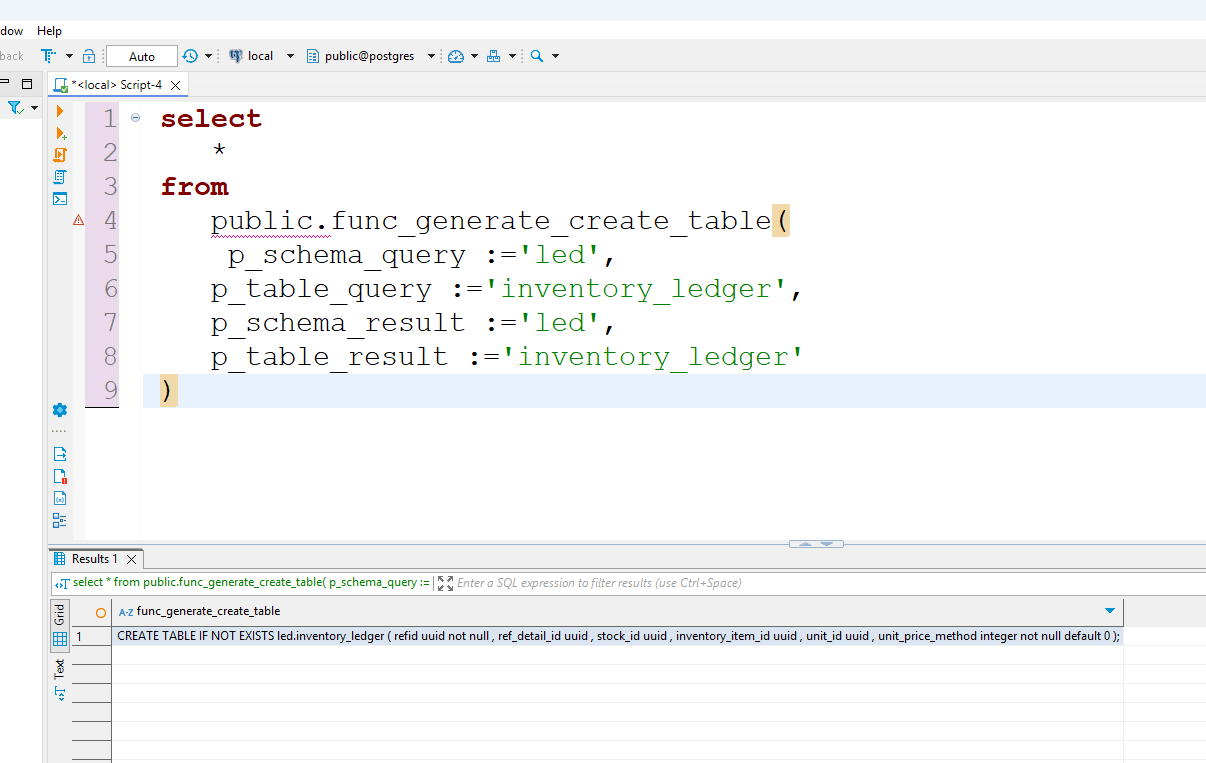 dow Help
back Auto local public@postgres
*<local> Script-4
1 select
2 *
3 from
4 public.func_generate_create_table(
5 p_schema_query :='led',
6 p_table_query :='inventory_ledger',
7 p_schema_result :='led',
8 p_table_result :='inventory_ledger'
9 )
Results 1
select * from public.func_generate_create_table( p_schema_query := Enter a SQL expression to filter results (use Ctrl+Space)
Grid
A-Z func_generate_create_table
1 CREATE TABLE IF NOT EXISTS led.inventory_ledger ( refid uuid not null , ref_detail_id uuid , stock_id uuid , inventory_item_id uuid , unit_id uuid , unit_price_method integer not null default 0 );
Text